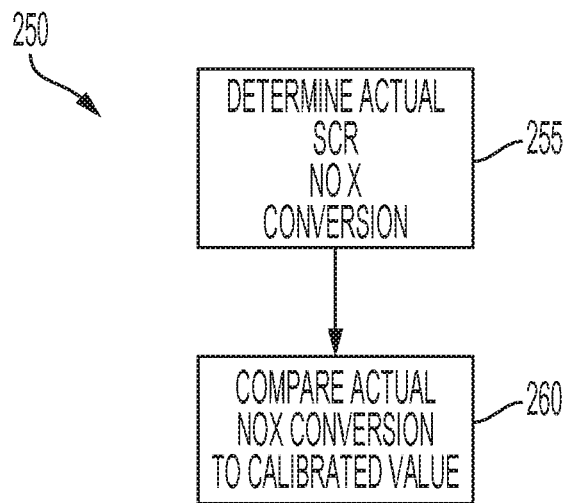 250
DETERMINE ACTUAL
SCR
NO X
CONVERSION
255
COMPARE ACTUAL
NOX CONVERSION
TO CALIBRATED VALUE
260